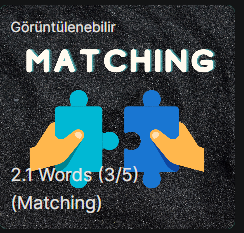 Görüntülenebilir
MATCHING
2.1 Words (3/5)
(Matching)